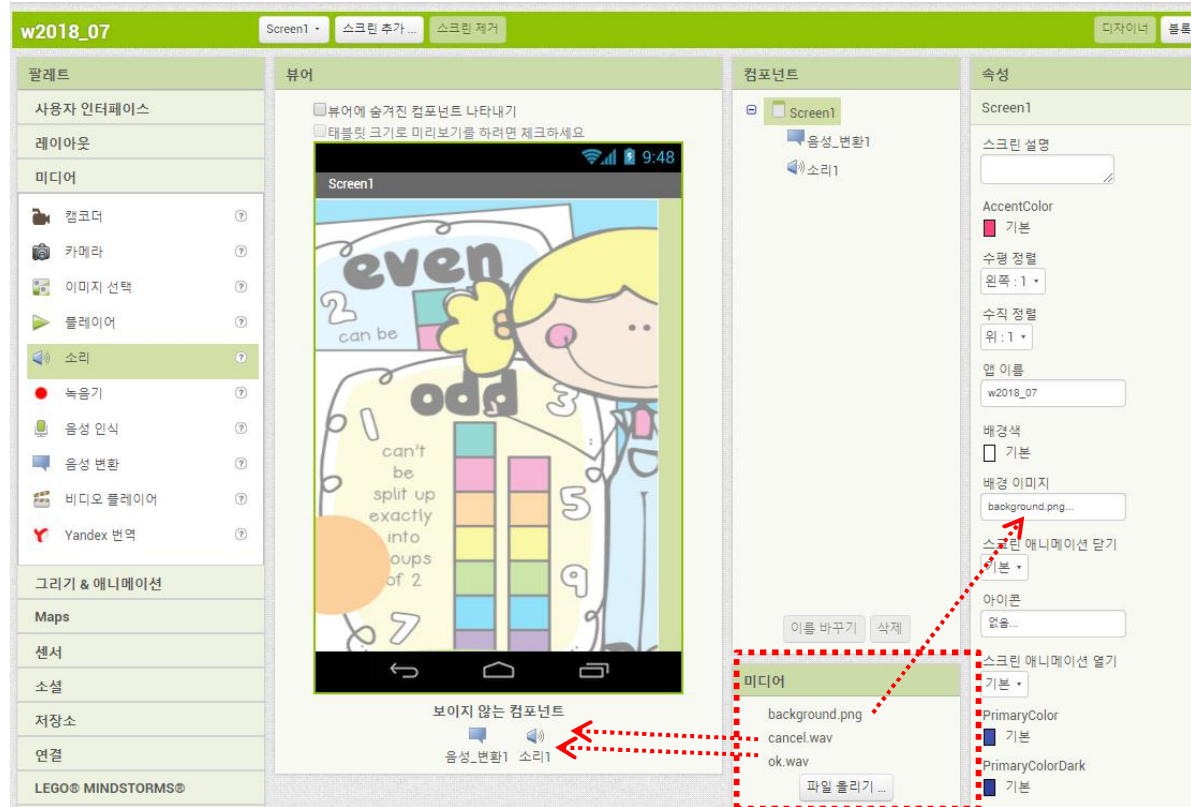 w2018_07
Screen1
스크린 추가 ...
스크린 제거
디자이너
블록
팔레트
사용자 인터페이스
레이아웃
미디어
캠코더
카메라
이미지 선택
플레이어
소리
녹음기
음성 인식
음성 변환
비디오 플레이어
Yandex 번역
그리기 & 애니메이션
Maps
센서
소셜
저장소
연결
LEGO® MINDSTORMS®
뷰어
뷰어에 숨겨진 컴포넌트 나타내기
태블릿 크기로 미리보기를 하려면 체크하세요
9:48
Screen1
even
2
can be
odd
1
3
can't
be
split up
exactly
into
oups
of 2
5
9
7
보이지 않는 컴포넌트
음성_변환1
소리1
컴포넌트
Screen1
음성_변환1
소리1
이름 바꾸기
삭제
미디어
background.png
cancel.wav
ok.wav
파일 올리기 ...
속성
Screen1
스크린 설명
AccentColor
기본
수평 정렬
왼쪽 : 1
수직 정렬
위 : 1
앱 이름
w2018_07
배경색
기본
배경 이미지
background.png...
스크린 애니메이션 닫기
기본
아이콘
없음...
스크린 애니메이션 열기
기본
PrimaryColor
기본
PrimaryColorDark
기본